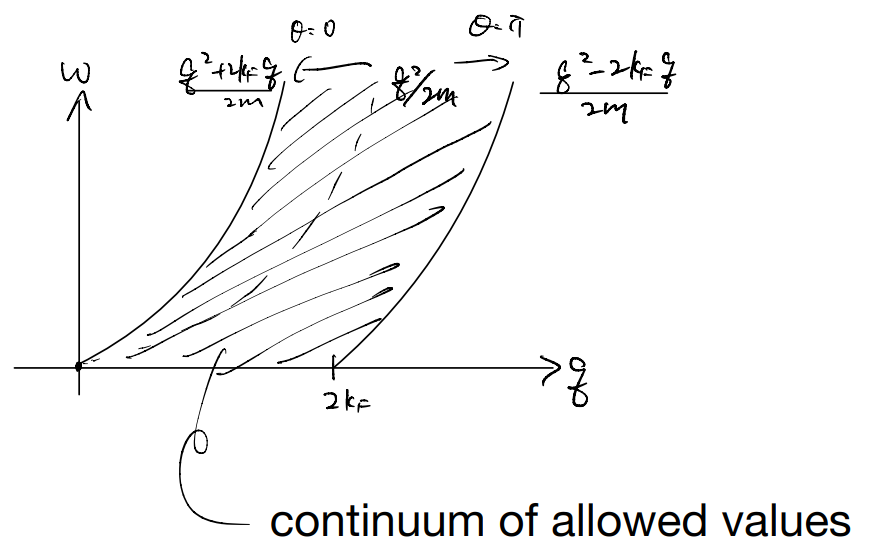 θ=0
θ=π
ω
q²+2k_F q
2m
q²/2m
q²-2k_F q
2m
2k_F
q
continuum of allowed values